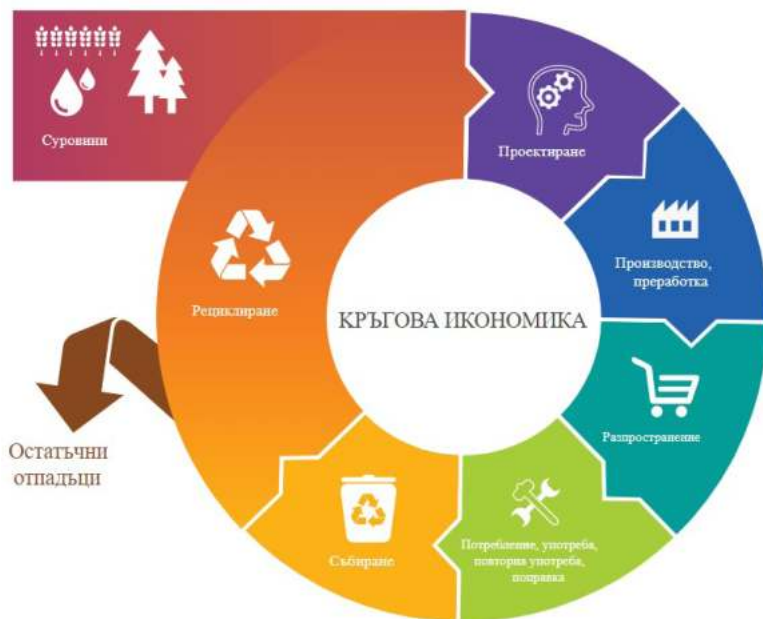 Суровини
Проектиране
Производство,
преработка
Рециклиране
КРЪГОВА ИКОНОМИКА
Разпространение
Остатъчни
отпадъци
Събиране
Потребление, употреба,
повторна употреба,
поправка